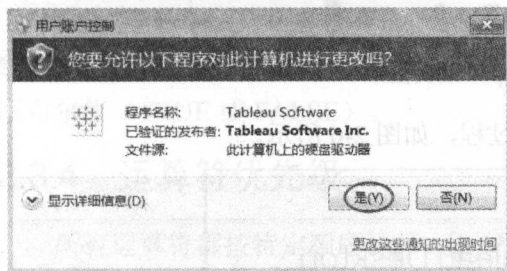 用户账户控制
您要允许以下程序对此计算机进行更改吗?
程序名称: Tableau Software
已验证的发布者: Tableau Software Inc.
文件源: 此计算机上的硬盘驱动器
显示详细信息(D)
是(Y) 否(N)
更改这些通知的出现时间